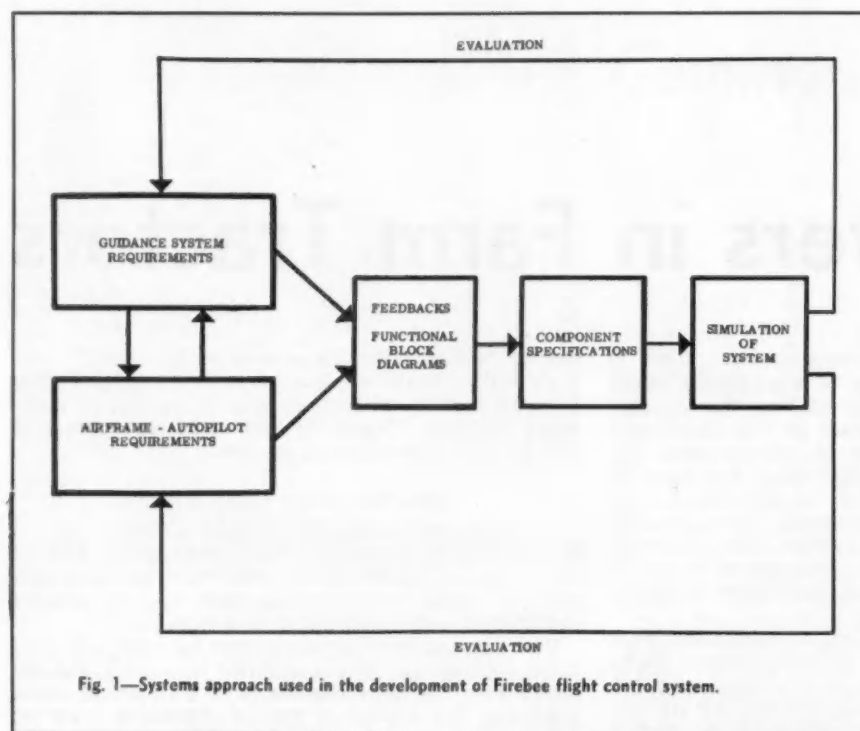 EVALUATION
GUIDANCE SYSTEM
REQUIREMENTS
AIRFRAME - AUTOPILOT
REQUIREMENTS
FEEDBACKS
FUNCTIONAL
BLOCK
DIAGRAMS
COMPONENT
SPECIFICATIONS
SIMULATION
OF
SYSTEM
EVALUATION
Fig. 1—Systems approach used in the development of Firebee flight control system.